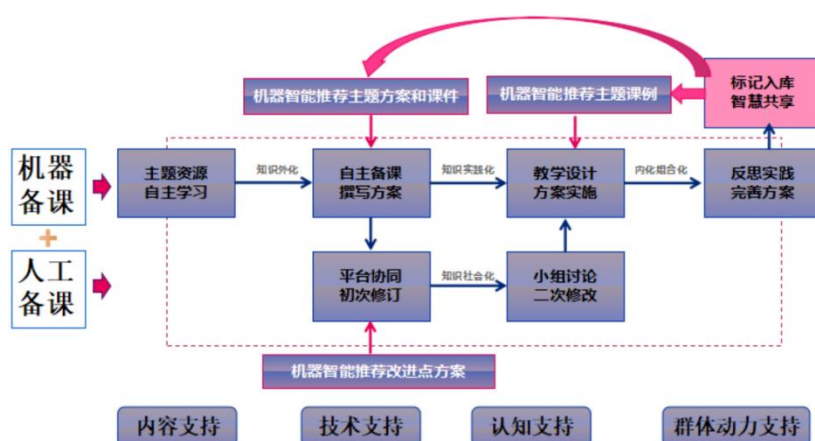 标记入库
智慧共享
机器智能推荐主题方案和课件
机器智能推荐主题课例
机器
备课
+
人工
备课
主题资源
自主学习
知识外化
自主备课
撰写方案
知识实践化
教学设计
方案实施
内化组合化
反思实践
完善方案
平台协同
初次修订
知识社会化
小组讨论
二次修改
机器智能推荐改进点方案
内容支持
技术支持
认知支持
群体动力支持